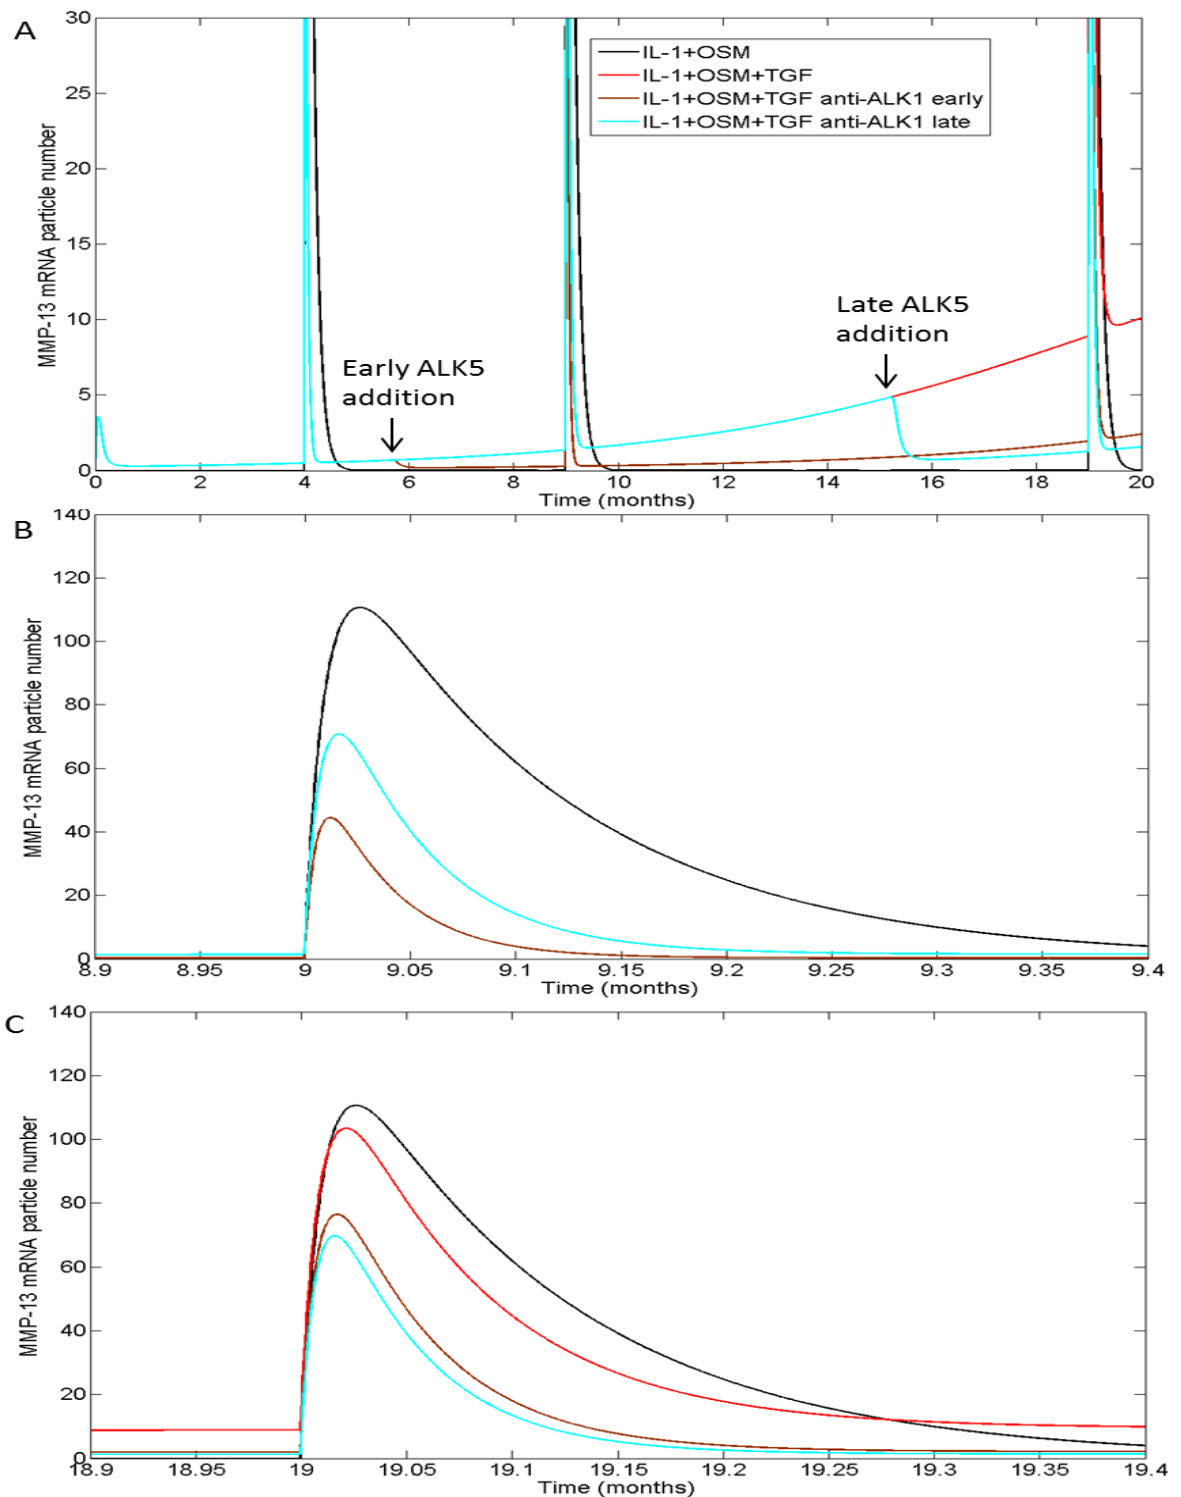 A
MMP-13 mRNA particle number
30
25
20
15
10
5
0
IL-1+OSM
IL-1+OSM+TGF
IL-1+OSM+TGF anti-ALK1 early
IL-1+OSM+TGF anti-ALK1 late
Early ALK5
addition
Late ALK5
addition
0 2 4 6 8 10 12 14 16 18 20
Time (months)
B
MMP-13 mRNA particle number
140
120
100
80
60
40
20
0
8.9 8.95 9 9.05 9.1 9.15 9.2 9.25 9.3 9.35 9.4
Time (months)
C
MMP-13 mRNA particle number
140
120
100
80
60
40
20
0
18.9 18.95 19 19.05 19.1 19.15 19.2 19.25 19.3 19.35 19.4
Time (months)